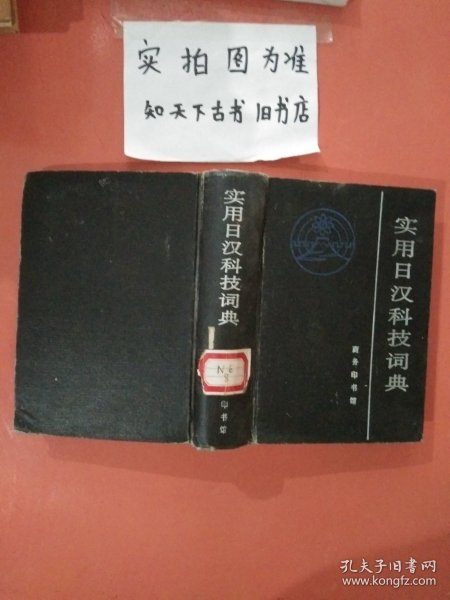 实拍图为准
知天下古书旧书店
实用日汉科技词典
N6
8
印书馆
实用日汉科技词典
商务印书馆
孔夫子旧书网
www.kongfz.com